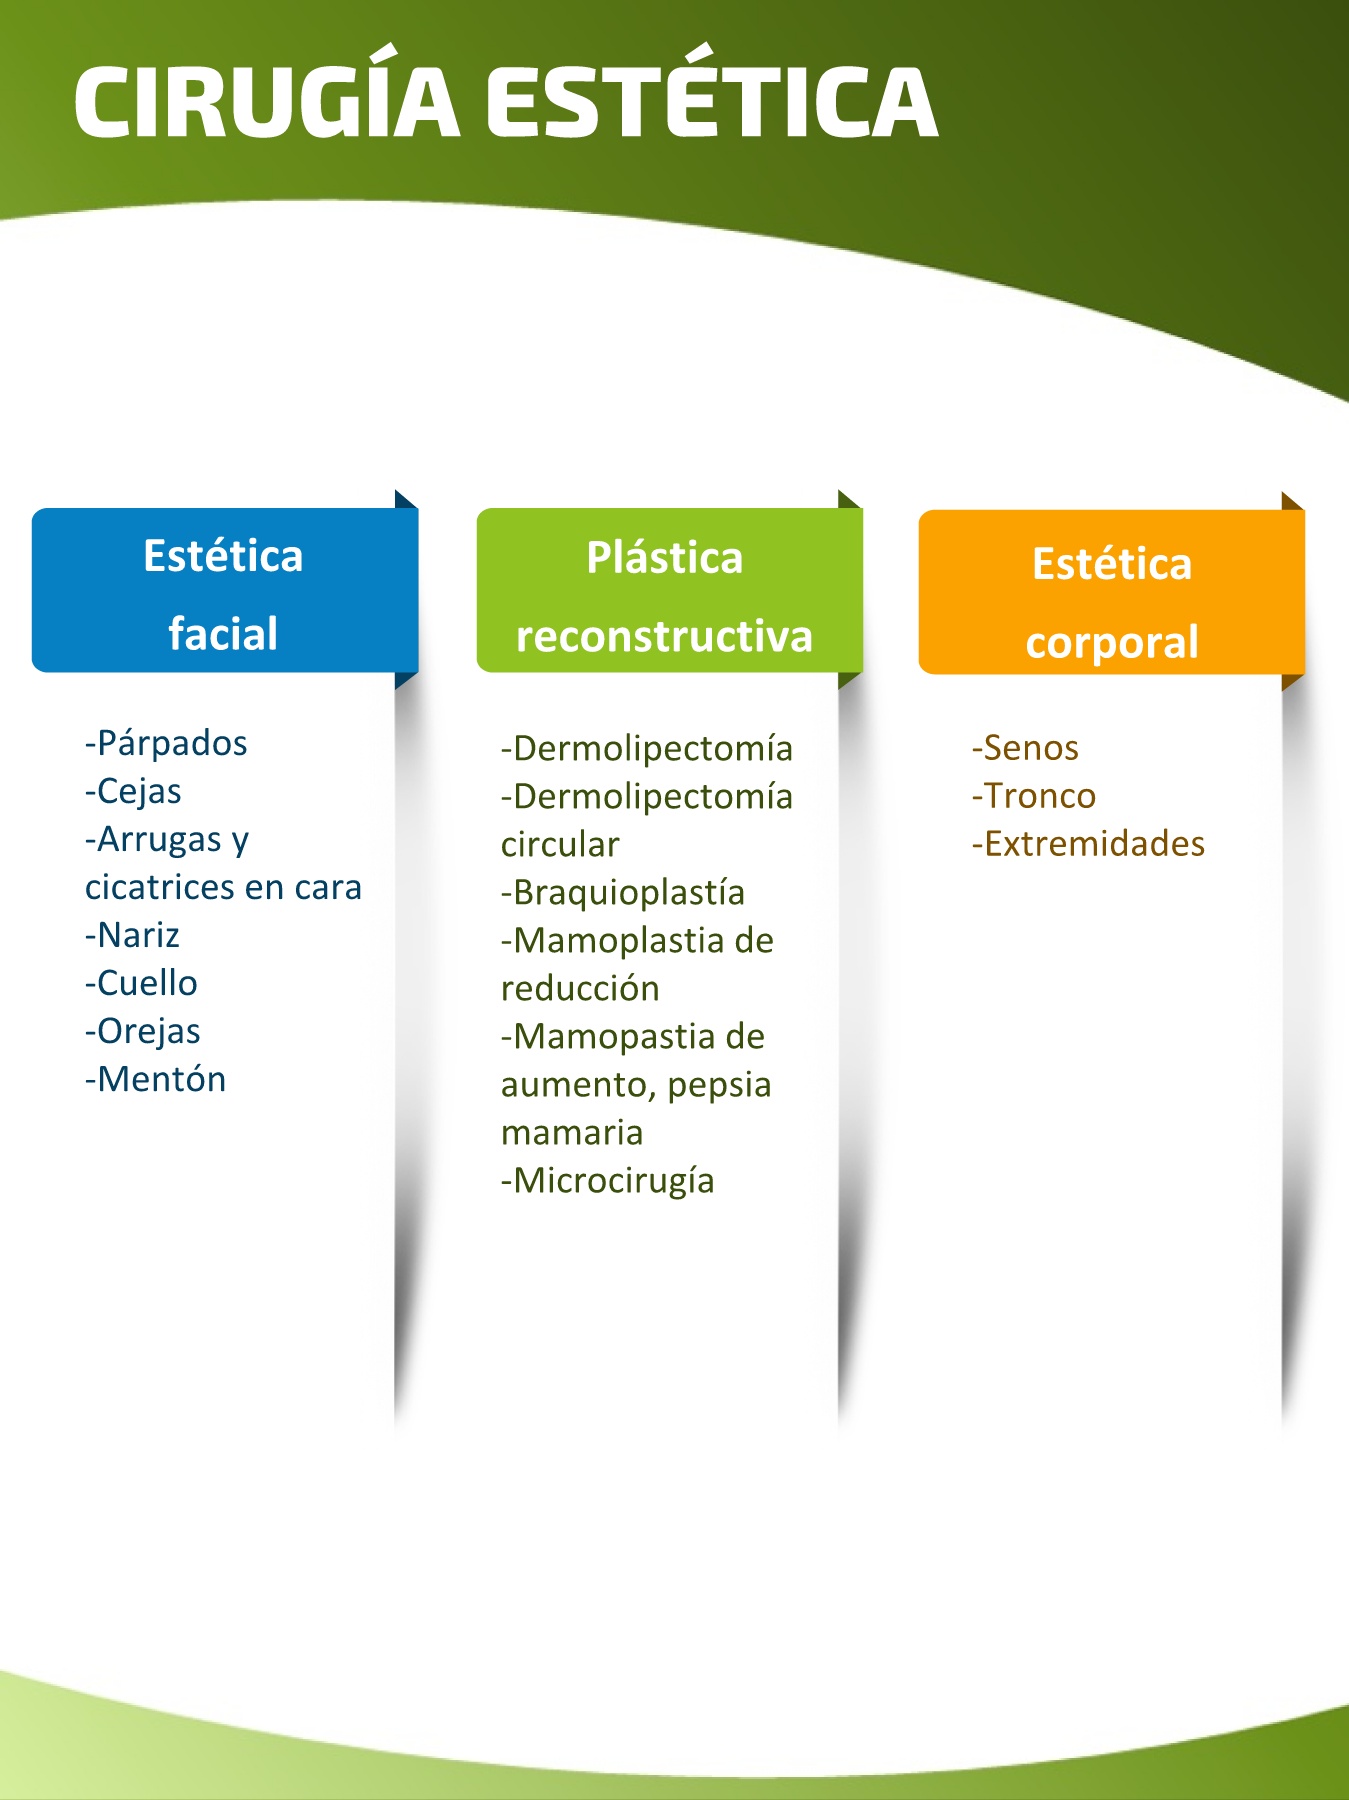 CIRUGÍA ESTÉTICA
Estética
facial
-Párpados
-Cejas
-Arrugas y
cicatrices en cara
-Nariz
-Cuello
-Orejas
-Mentón
Plástica
reconstructiva
-Dermolipectomía
-Dermolipectomía
circular
-Braquioplastía
-Mamoplastia de
reducción
-Mamopastia de
aumento, pepsia
mamaria
-Microcirugía
Estética
corporal
-Senos
-Tronco
-Extremidades